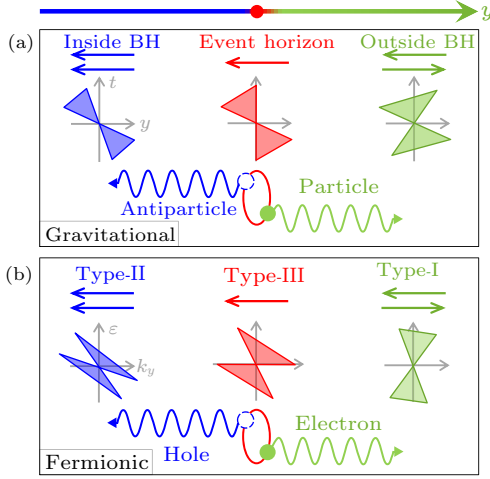 y
(a)
Inside BH
Event horizon
Outside BH
t
y
Antiparticle
Particle
Gravitational
(b)
Type-II
Type-III
Type-I
ε
k_y
Hole
Electron
Fermionic